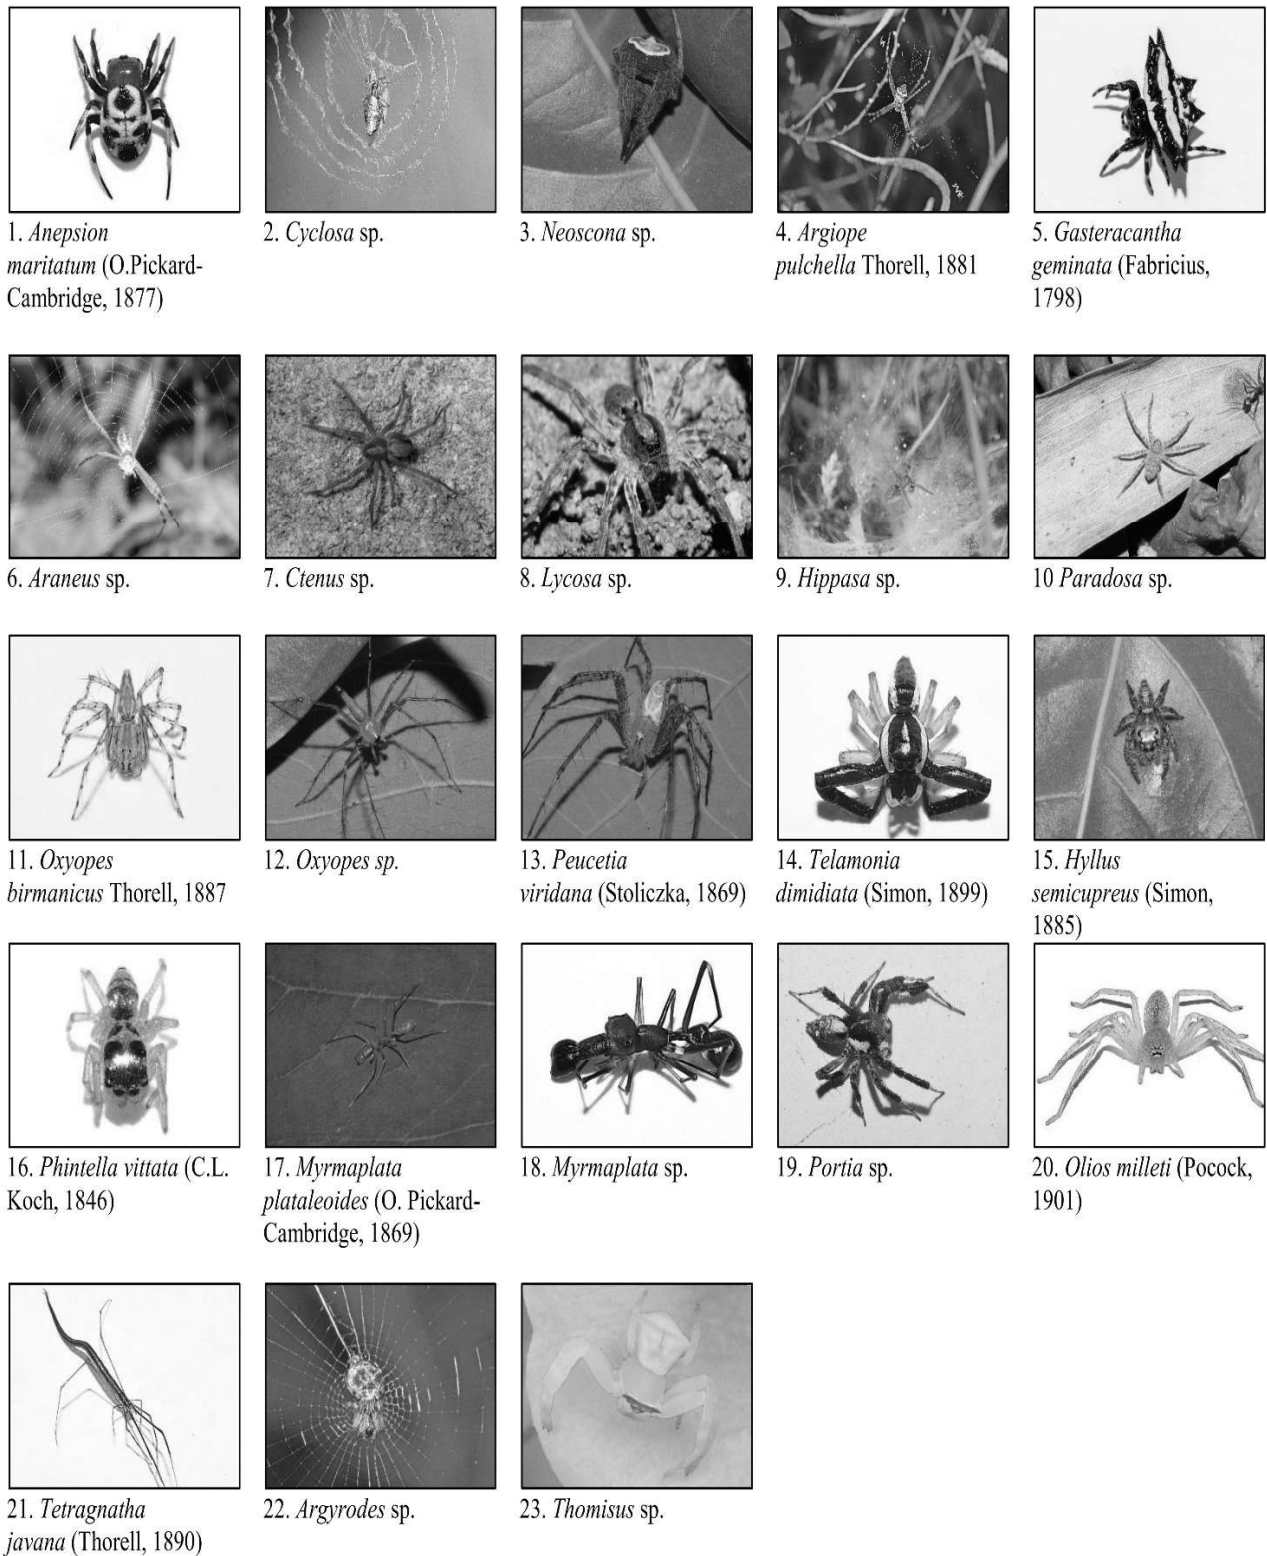 1. Anepsion
maritatum (O.Pickard-
Cambridge, 1877)
2. Cyclosa sp.
3. Neoscona sp.
4. Argiope
pulchella Thorell, 1881
5. Gasteracantha
geminata (Fabricius,
1798)
6. Araneus sp.
7. Ctenus sp.
8. Lycosa sp.
9. Hippasa sp.
10 Paradosa sp.
11. Oxyopes
birmanicus Thorell, 1887
12. Oxyopes sp.
13. Peucetia
viridana (Stoliczka, 1869)
14. Telamonia
dimidiata (Simon, 1899)
15. Hyllus
semicupreus (Simon,
1885)
16. Phintella vittata (C.L.
Koch, 1846)
17. Myrmaplata
plataleoides (O. Pickard-
Cambridge, 1869)
18. Myrmaplata sp.
19. Portia sp.
20. Olios milleti (Pocock,
1901)
21. Tetragnatha
javana (Thorell, 1890)
22. Argyrodes sp.
23. Thomisus sp.